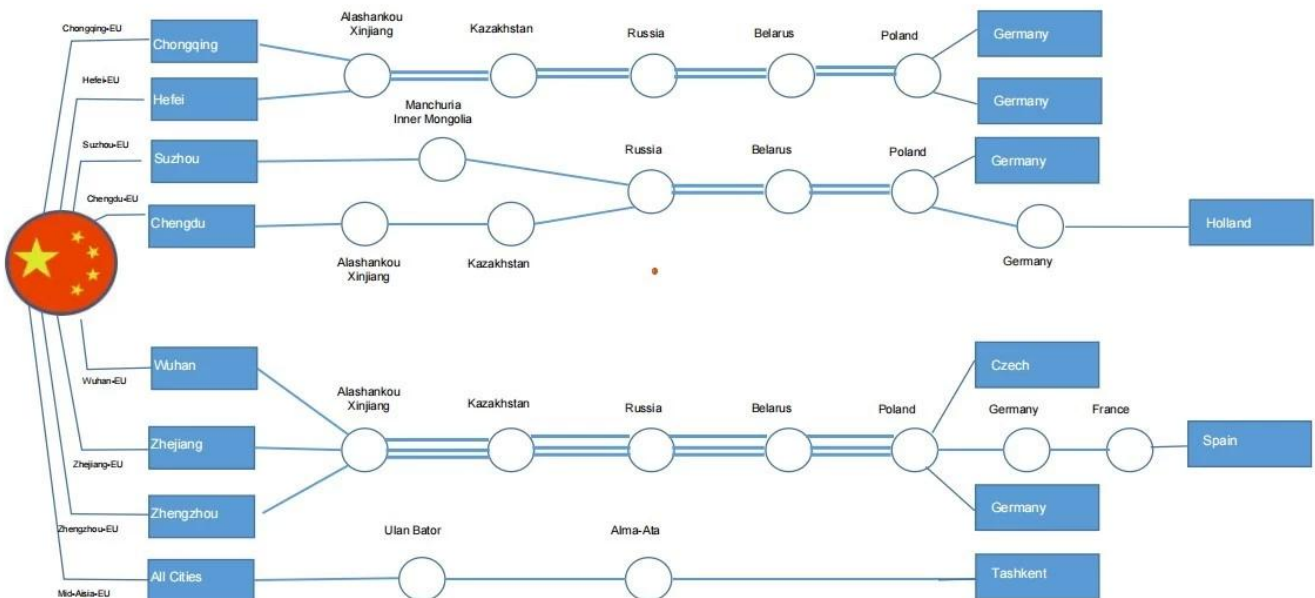 Chongqing-EU
Chongqing
Alashankou
Xinjiang
Kazakhstan
Russia
Belarus
Poland
Germany
Hefei-EU
Hefei
Germany
Manchuria
Inner Mongolia
Suzhou-EU
Suzhou
Russia
Belarus
Poland
Germany
Chengdu-EU
Chengdu
Alashankou
Xinjiang
Kazakhstan
Germany
Holland
Wuhan-EU
Wuhan
Alashankou
Xinjiang
Kazakhstan
Russia
Belarus
Poland
Czech
Germany
France
Zhejiang-EU
Zhejiang
Spain
Zhengzhou-EU
Zhengzhou
Germany
Ulan Bator
Alma-Ata
Mid-Aisia-EU
All Cities
Tashkent